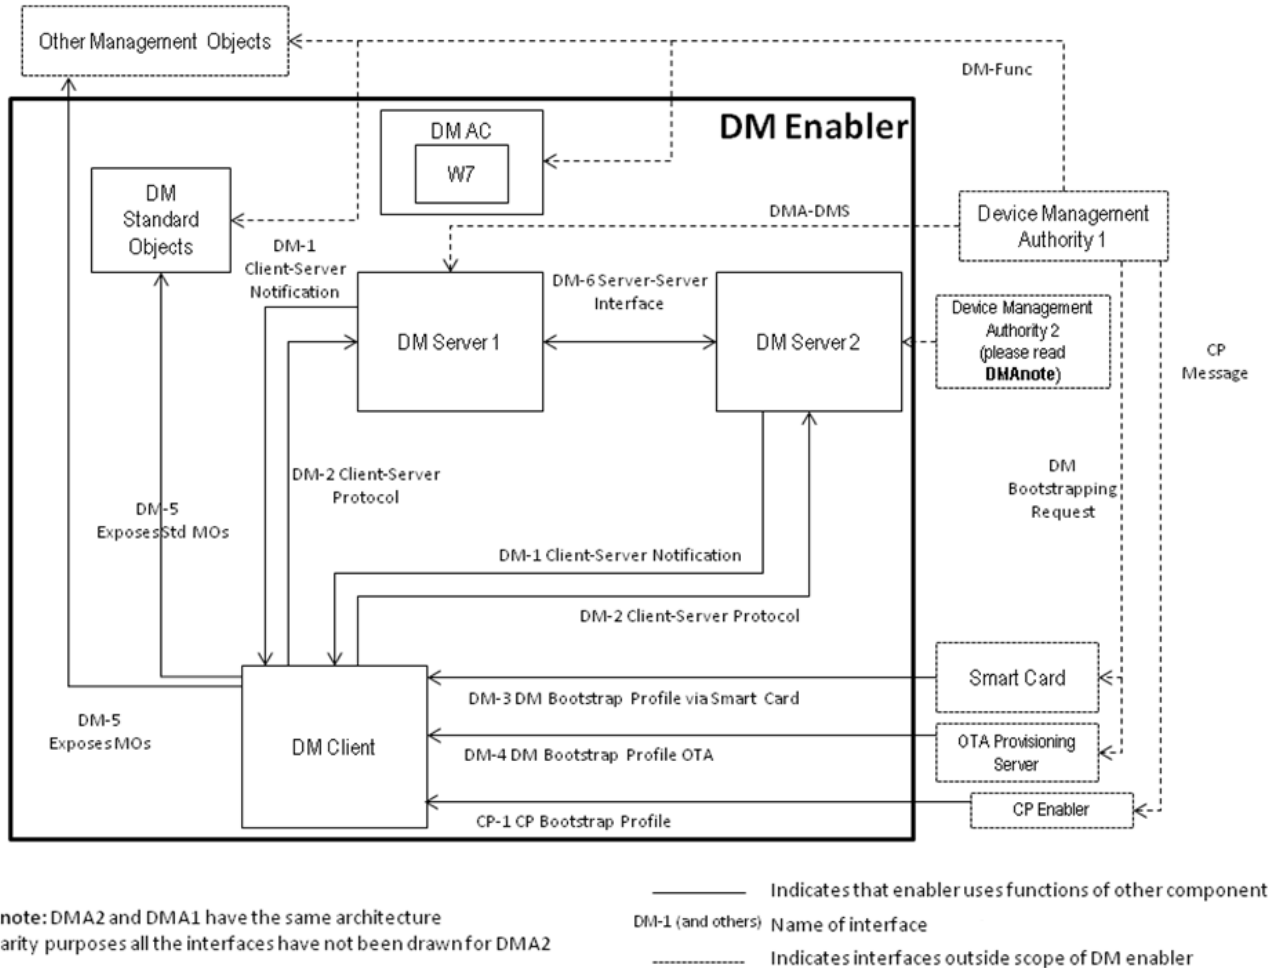 Other Management Objects
DM-Func
DM Enabler
DM AC
W7
DM
Standard
Objects
DMA-DMS
Device Management
Authority 1
DM-1
Client-Server
Notification
DM-6 Server-Server
Interface
DM Server 1
DM Server 2
Device Management
Authority 2
(please read
DMAnote)
CP
Message
DM-2 Client-Server
Protocol
DM
Bootstrapping
Request
DM-5
Exposes Std MOs
DM-1 Client-Server Notification
DM-2 Client-Server Protocol
Smart Card
DM-3 DM Bootstrap Profile via Smart Card
DM-5
Exposes MOs
DM Client
OTA Provisioning
Server
DM-4 DM Bootstrap Profile OTA
CP Enabler
CP-1 CP Bootstrap Profile
Indicates that enabler uses functions of other component
note: DMA2 and DMA1 have the same architecture
DM-1 (and others) Name of interface
arity purposes all the interfaces have not been drawn for DMA2
Indicates interfaces outside scope of DM enabler